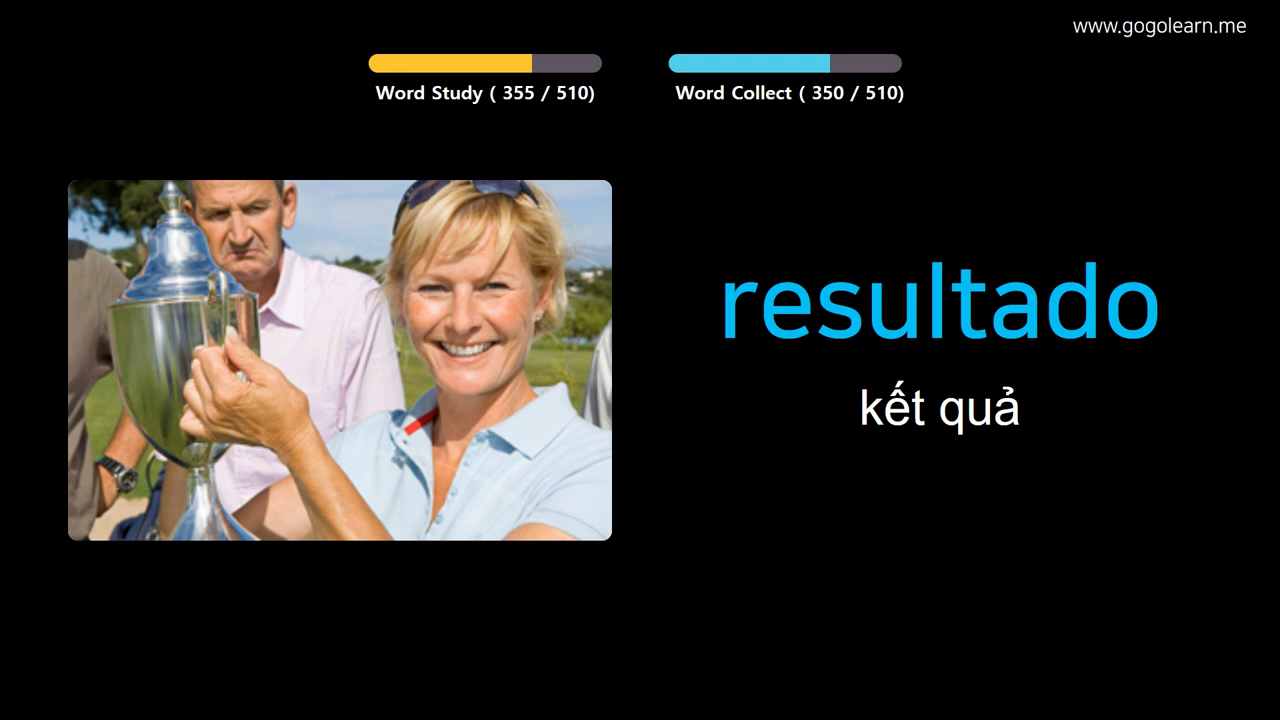 www.gogolearn.me
Word Study ( 355 / 510)
Word Collect ( 350 / 510)
resultado
kết quả